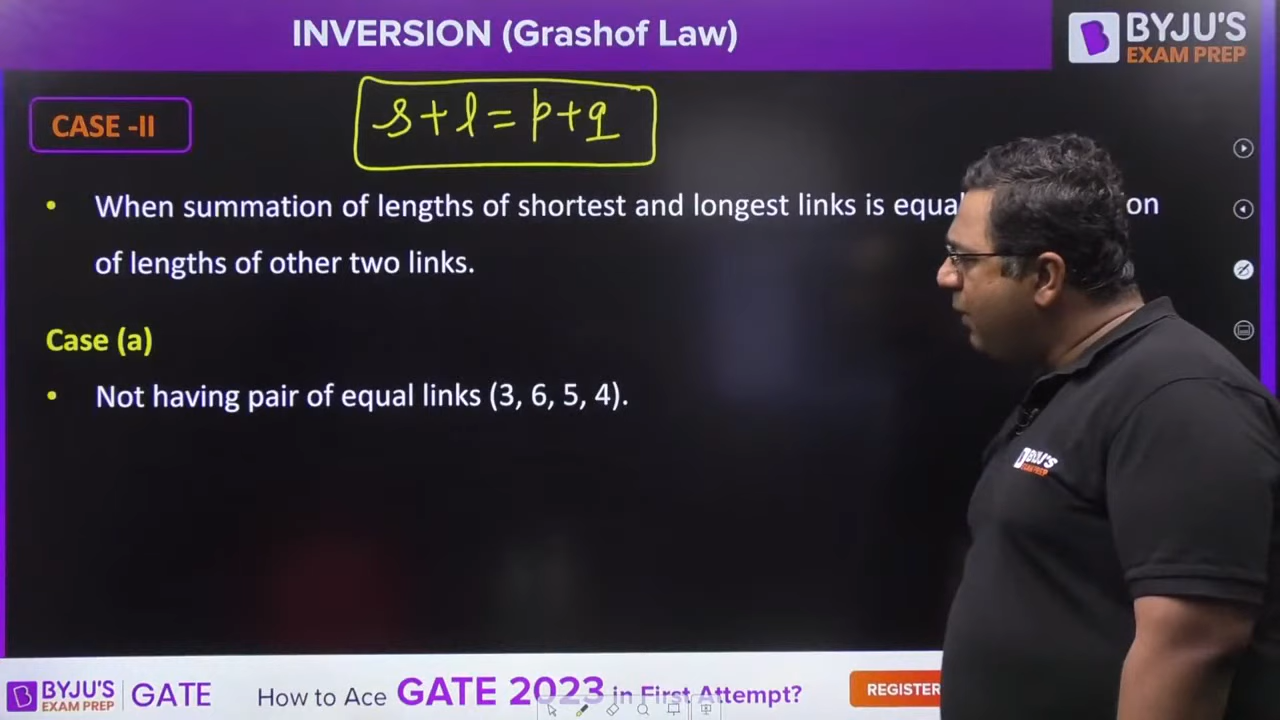 INVERSION (Grashof Law)
BYJU'S
EXAM PREP
CASE -II
s + l = p + q
• When summation of lengths of shortest and longest links is equal on
of lengths of other two links.
Case (a)
• Not having pair of equal links (3, 6, 5, 4).
BYJU'S
EXAM PREP
BYJU'S
EXAM PREP
GATE
How to Ace GATE 2023 in First Attempt?
REGISTER